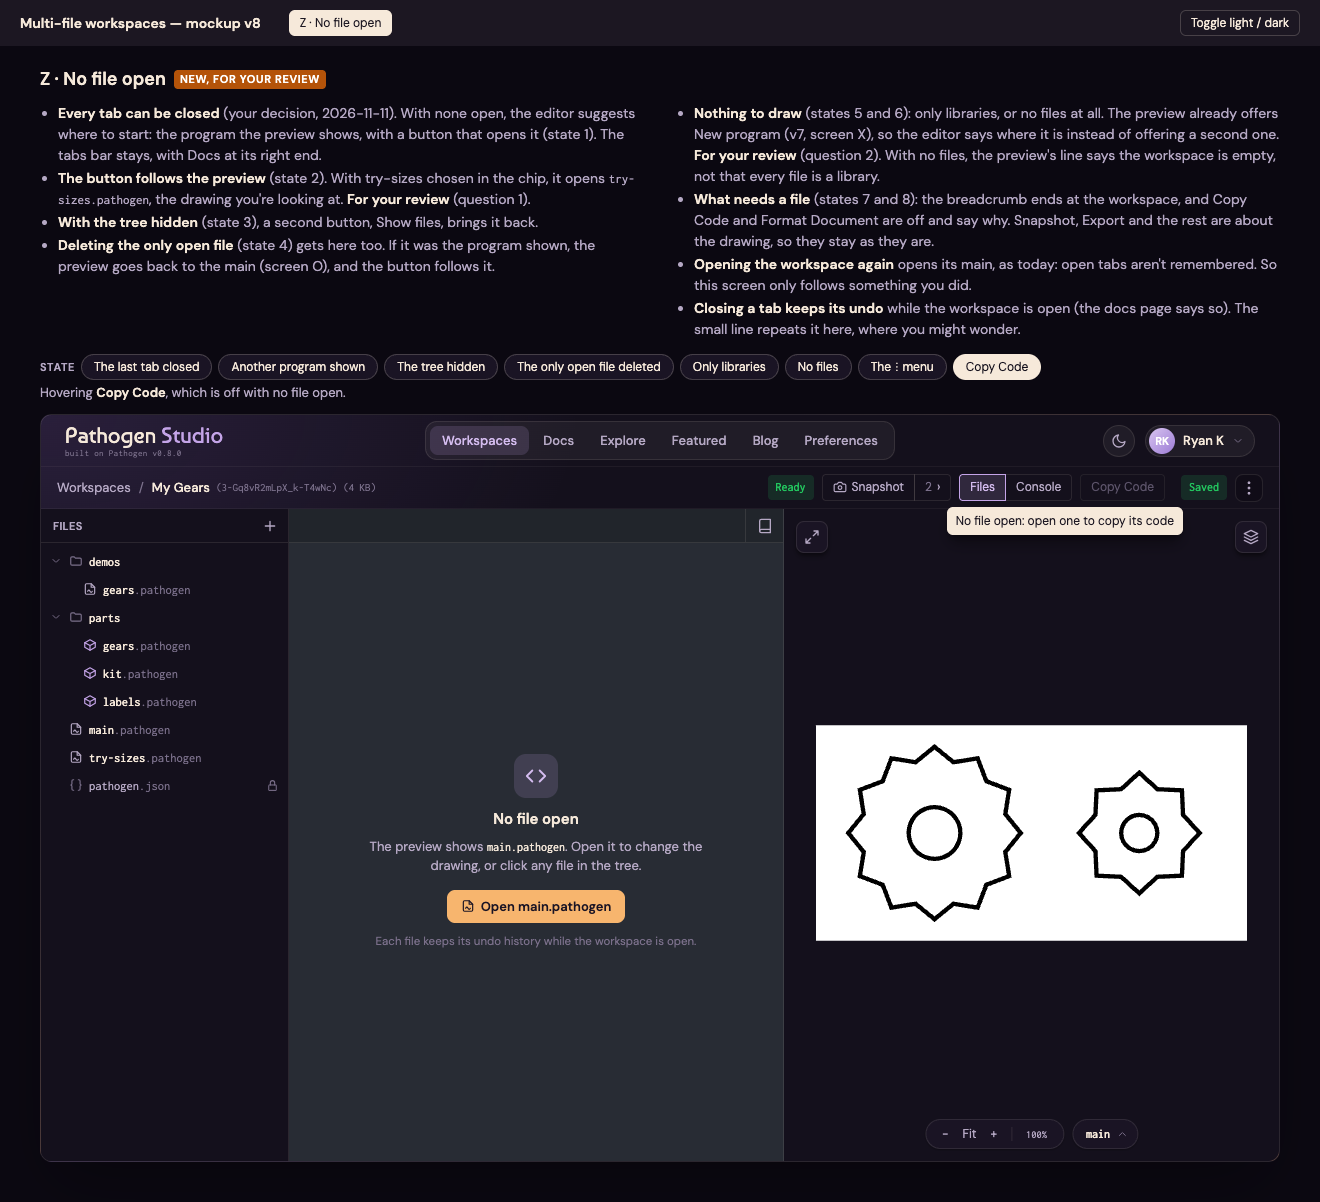 Multi-file workspaces — mockup v8
Z · No file open
Toggle light / dark
Z · No file open
NEW, FOR YOUR REVIEW
Every tab can be closed (your decision, 2026-11-11). With none open, the editor suggests
where to start: the program the preview shows, with a button that opens it (state 1). The
tabs bar stays, with Docs at its right end.
The button follows the preview (state 2). With try-sizes chosen in the chip, it opens try-
sizes.pathogen, the drawing you're looking at. For your review (question 1).
With the tree hidden (state 3), a second button, Show files, brings it back.
Deleting the only open file (state 4) gets here too. If it was the program shown, the
preview goes back to the main (screen O), and the button follows it.
Nothing to draw (states 5 and 6): only libraries, or no files at all. The preview already offers
New program (v7, screen X), so the editor says where it is instead of offering a second one.
For your review (question 2). With no files, the preview's line says the workspace is empty,
not that every file is a library.
What needs a file (states 7 and 8): the breadcrumb ends at the workspace, and Copy
Code and Format Document are off and say why. Snapshot, Export and the rest are about
the drawing, so they stay as they are.
Opening the workspace again opens its main, as today: open tabs aren't remembered. So
this screen only follows something you did.
Closing a tab keeps its undo while the workspace is open (the docs page says so). The
small line repeats it here, where you might wonder.
STATE
The last tab closed
Another program shown
The tree hidden
The only open file deleted
Only libraries
No files
The ⋮ menu
Copy Code
Hovering Copy Code, which is off with no file open.
Pathogen Studio
built on Pathogen v0.8.0
Workspaces
Docs
Explore
Featured
Blog
Preferences
RK
Ryan K
Workspaces / My Gears (3-Gq8vR2mLpX_k-T4wNc) (4 KB)
Ready
Snapshot
2 ›
Files
Console
Copy Code
Saved
No file open: open one to copy its code
FILES
demos
gears.pathogen
parts
gears.pathogen
kit.pathogen
labels.pathogen
main.pathogen
try-sizes.pathogen
pathogen.json
No file open
The preview shows main.pathogen. Open it to change the
drawing, or click any file in the tree.
Open main.pathogen
Each file keeps its undo history while the workspace is open.
- Fit + 100%
main